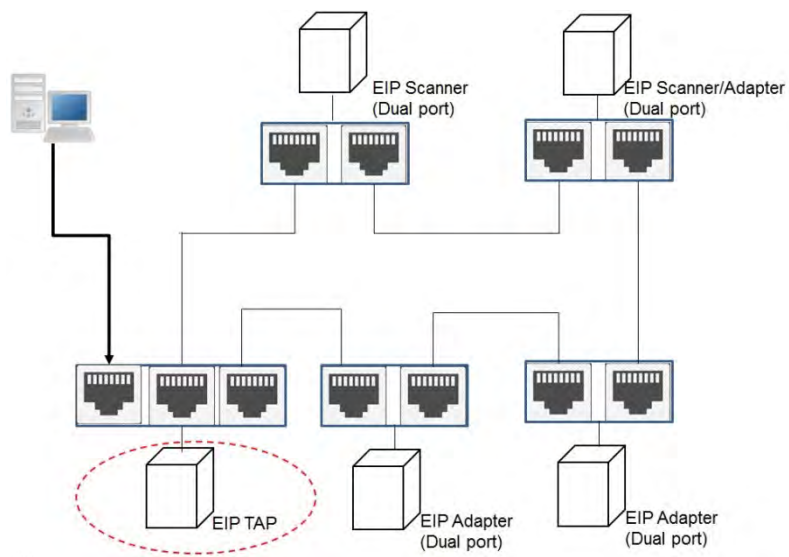 EIP Scanner
(Dual port)
EIP Scanner/Adapter
(Dual port)
EIP TAP
EIP Adapter
(Dual port)
EIP Adapter
(Dual port)